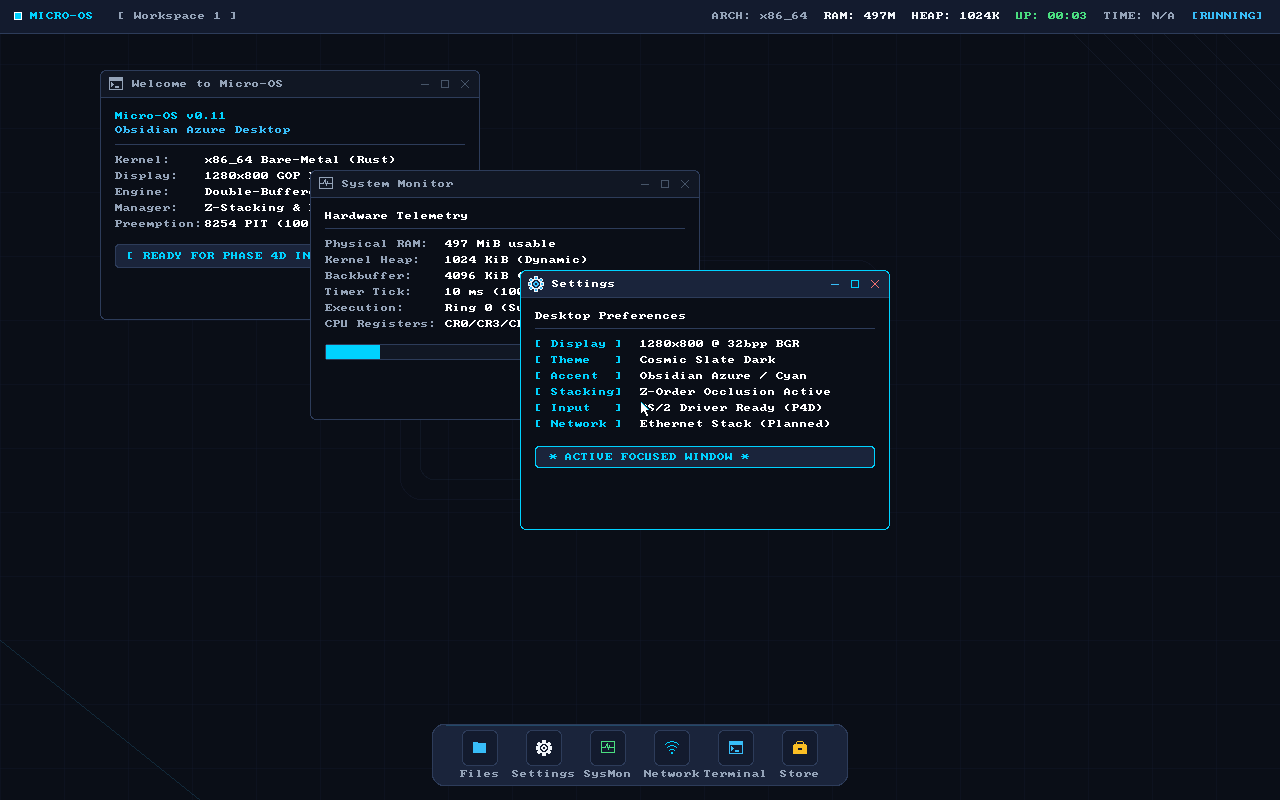 MICRO-OS [ Workspace 1 ] ARCH: x86_64 RAM: 497M HEAP: 1024K UP: 00:03 TIME: N/A [RUNNING]
Welcome to Micro-OS
Micro-OS v0.11
Obsidian Azure Desktop
Kernel: x86_64 Bare-Metal (Rust)
Display: 1280x800 GOP
Engine: Double-Buffer
Manager: Z-Stacking &
Preemption: 8254 PIT (100
[ READY FOR PHASE 4D IN
System Monitor
Hardware Telemetry
Physical RAM: 497 MiB usable
Kernel Heap: 1024 KiB (Dynamic)
Backbuffer: 4096 KiB
Timer Tick: 10 ms (100
Execution: Ring 0 (Su
CPU Registers: CR0/CR3/C
Settings
Desktop Preferences
[ Display ] 1280x800 @ 32bpp BGR
[ Theme ] Cosmic Slate Dark
[ Accent ] Obsidian Azure / Cyan
[ Stacking] Z-Order Occlusion Active
[ Input ] PS/2 Driver Ready (P4D)
[ Network ] Ethernet Stack (Planned)
* ACTIVE FOCUSED WINDOW *
Files Settings SysMon Network Terminal Store